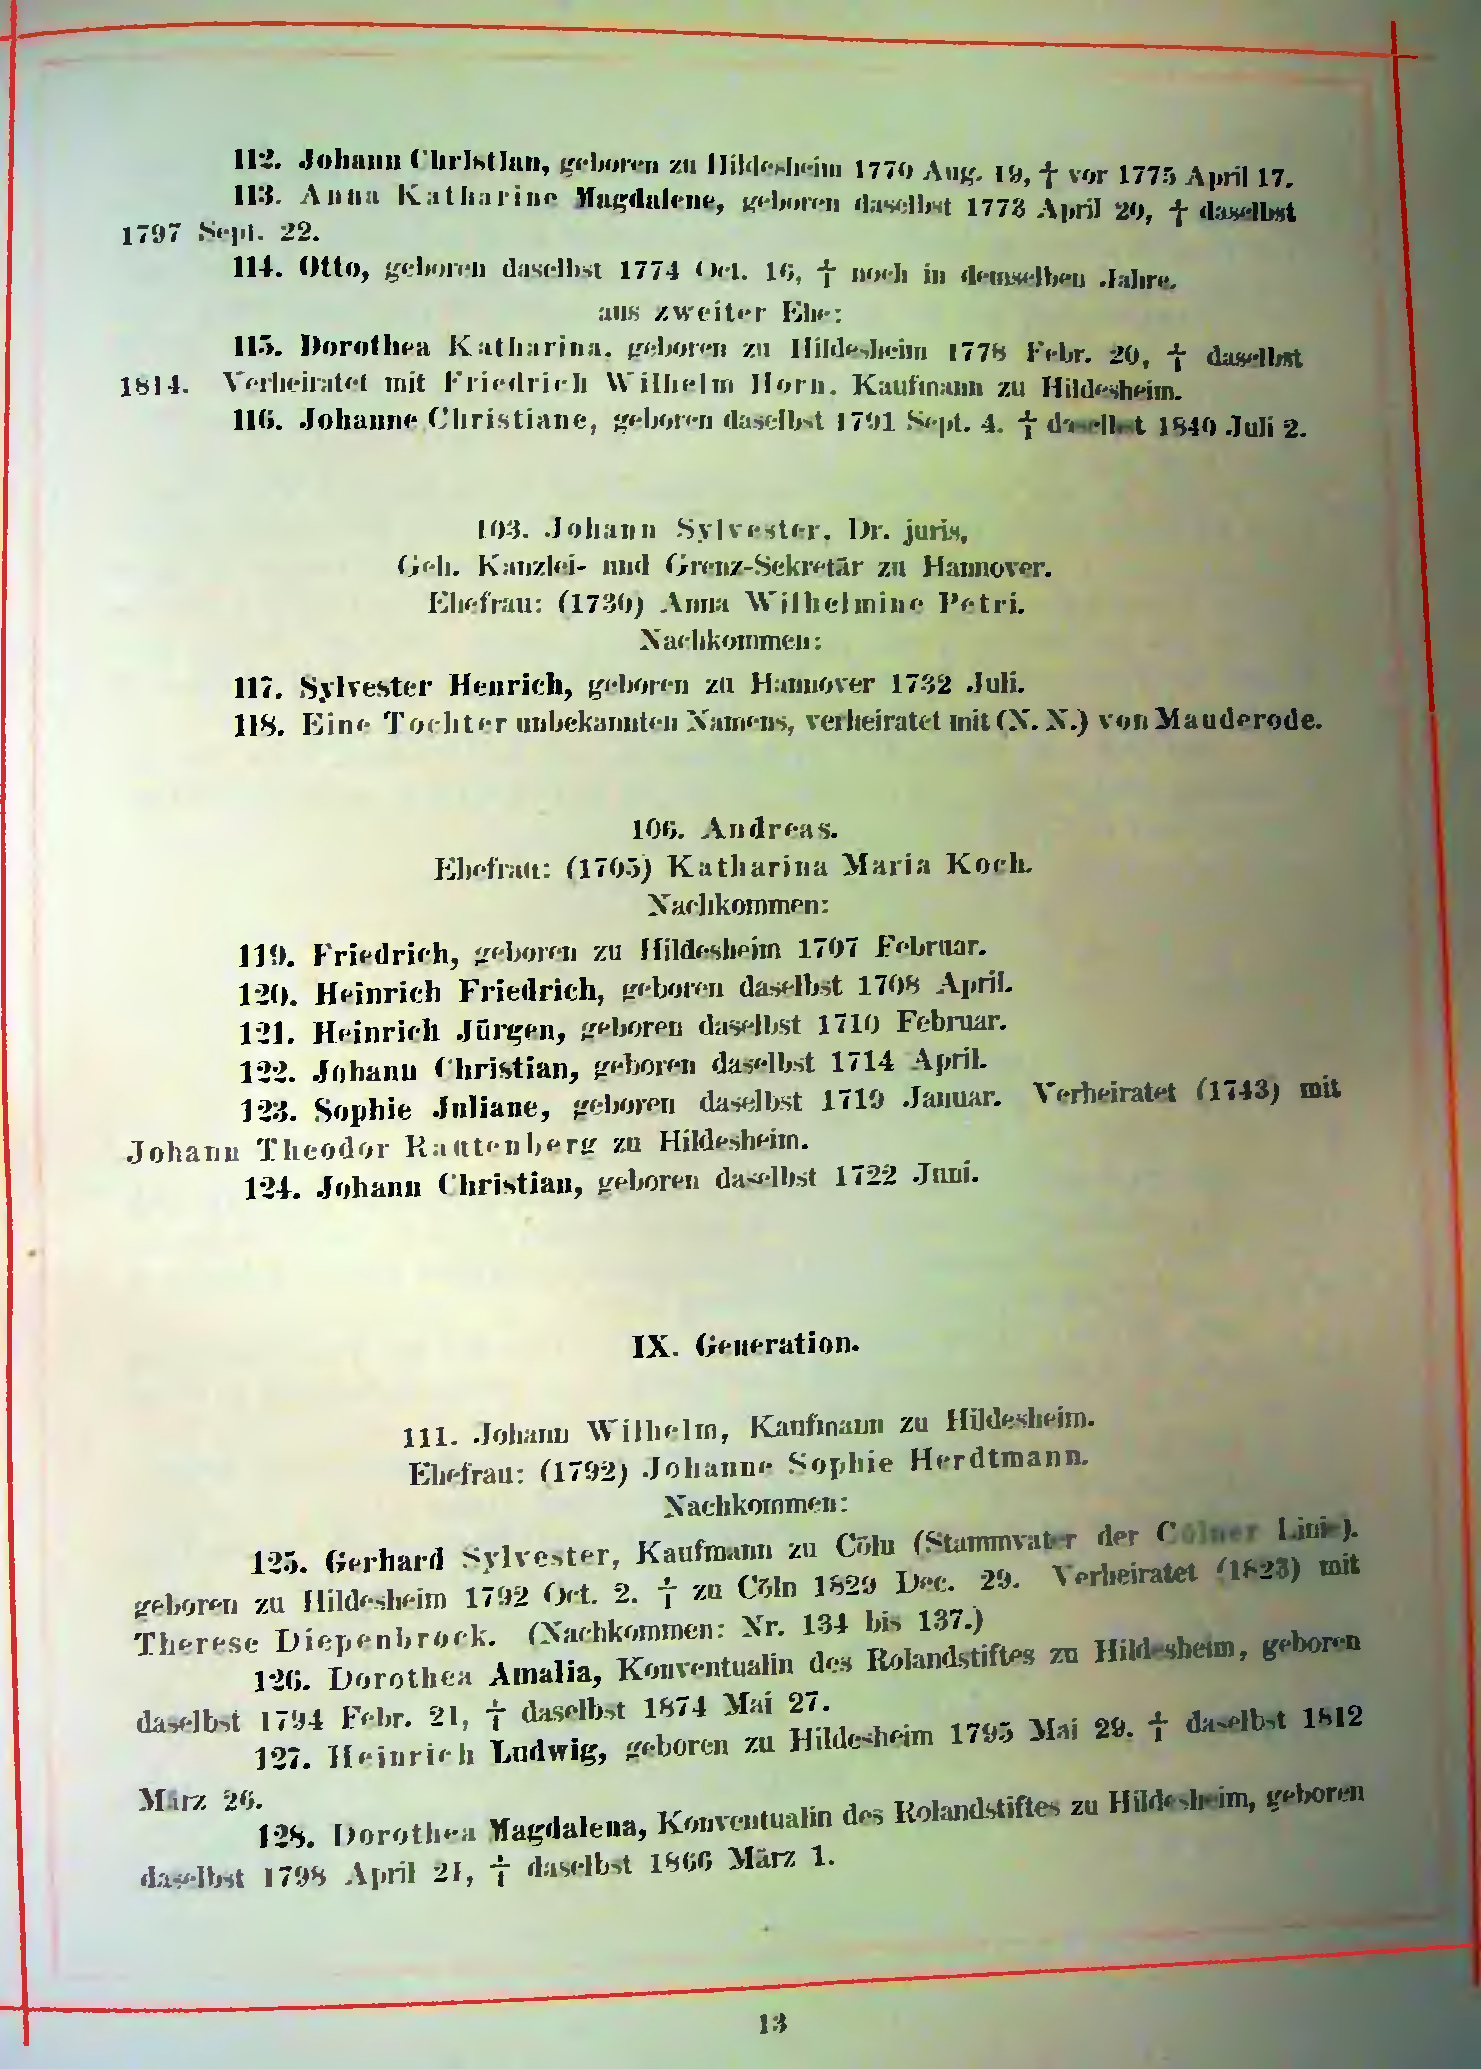 112. Johann Christian, geboren zu Hildesheim 1770 Aug. 19, † vor 1775 April 17.
113. Anna Katharine Magdalene, geboren daselbst 1773 April 20, † daselbst
1797 Sept. 22.
114. Otto, geboren daselbst 1774 Oct. 16, † noch in demselben Jahre.
aus zweiter Ehe:
115. Dorothea Katharina, geboren zu Hildesheim 1778 Febr. 20, † daselbst
1814. Verheiratet mit Friedrich Wilhelm Horn, Kaufmann zu Hildesheim.
116. Johanne Christiane, geboren daselbst 1791 Sept. 4. † daselbst 1840 Juli 2.
103. Johann Sylvester, Dr. juris,
Geh. Kanzlei- und Grenz-Sekretär zu Hannover.
Ehefrau: (1730) Anna Wilhelmine Petri.
Nachkommen:
117. Sylvester Henrich, geboren zu Hannover 1732 Juli.
118. Eine Tochter unbekannten Namens, verheiratet mit (N. N.) von Mauderode.
106. Andreas.
Ehefrau: (1705) Katharina Maria Koch.
Nachkommen:
119. Friedrich, geboren zu Hildesheim 1707 Februar.
120. Heinrich Friedrich, geboren daselbst 1708 April.
121. Heinrich Jürgen, geboren daselbst 1710 Februar.
122. Johann Christian, geboren daselbst 1714 April.
123. Sophie Juliane, geboren daselbst 1719 Januar. Verheiratet (1743) mit
Johann Theodor Rautenberg zu Hildesheim.
124. Johann Christian, geboren daselbst 1722 Juni.
IX. Generation.
111. Johann Wilhelm, Kaufmann zu Hildesheim.
Ehefrau: (1792) Johanne Sophie Herdtmann.
Nachkommen:
125. Gerhard Sylvester, Kaufmann zu Cöln (Stammvater der Cölner Linie).
geboren zu Hildesheim 1792 Oct. 2. † zu Cöln 1829 Dec. 29. Verheiratet (1823) mit
Therese Diepenbrock. (Nachkommen: Nr. 134 bis 137.)
126. Dorothea Amalia, Konventualin des Rolandstiftes zu Hildesheim, geboren
daselbst 1794 Febr. 21, † daselbst 1874 Mai 27.
127. Heinrich Ludwig, geboren zu Hildesheim 1795 Mai 29. † daselbst 1812
März 26.
128. Dorothea Magdalena, Konventualin des Rolandstiftes zu Hildesheim, geboren
daselbst 1798 April 21, † daselbst 1866 März 1.
13